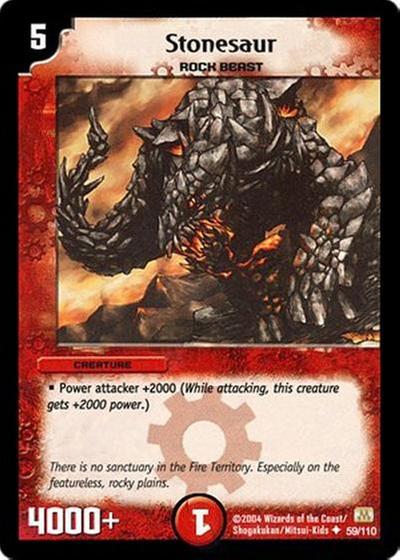 5
Stonesaur
ROCK BEAST
CREATURE
▪ Power attacker +2000 (While attacking, this creature
gets +2000 power.)
There is no sanctuary in the Fire Territory. Especially on the
featureless, rocky plains.
4000+
1
©2004 Wizards of the Coast/
Shogakukan/Mitsui-Kids ♦ 59/110